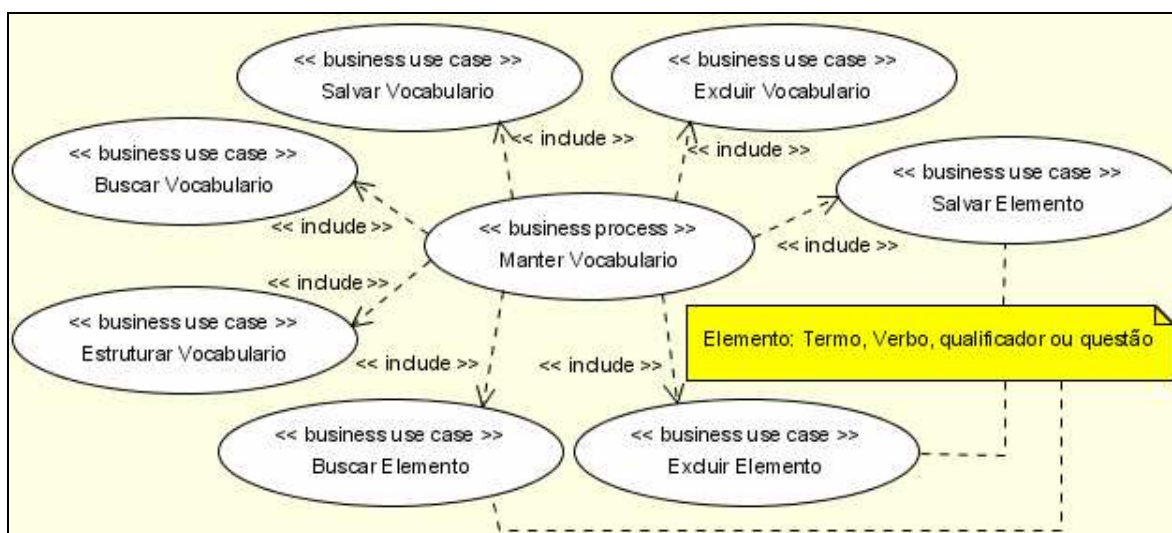 << business use case >>
Salvar Vocabulario
<< business use case >>
Excluir Vocabulario
<< include >>
<< include >>
<< business use case >>
Buscar Vocabulario
<< business use case >>
Salvar Elemento
<< include >>
<< business process >>
Manter Vocabulario
<< include >>
<< include >>
<< business use case >>
Estruturar Vocabulario
Elemento: Termo, Verbo, qualificador ou questão
<< include >>
<< include >>
<< business use case >>
Buscar Elemento
<< business use case >>
Excluir Elemento